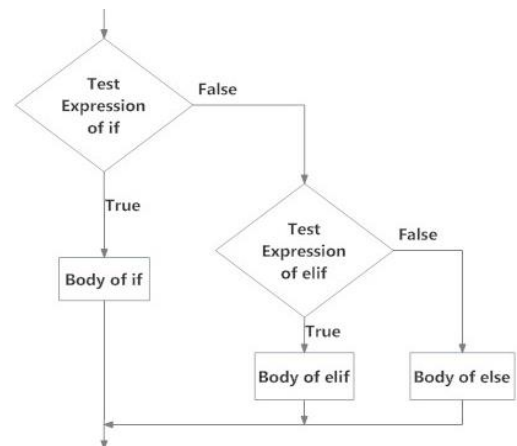 Test
Expression
of if
False
True
Test
Expression
of elif
False
Body of if
True
Body of elif
Body of else